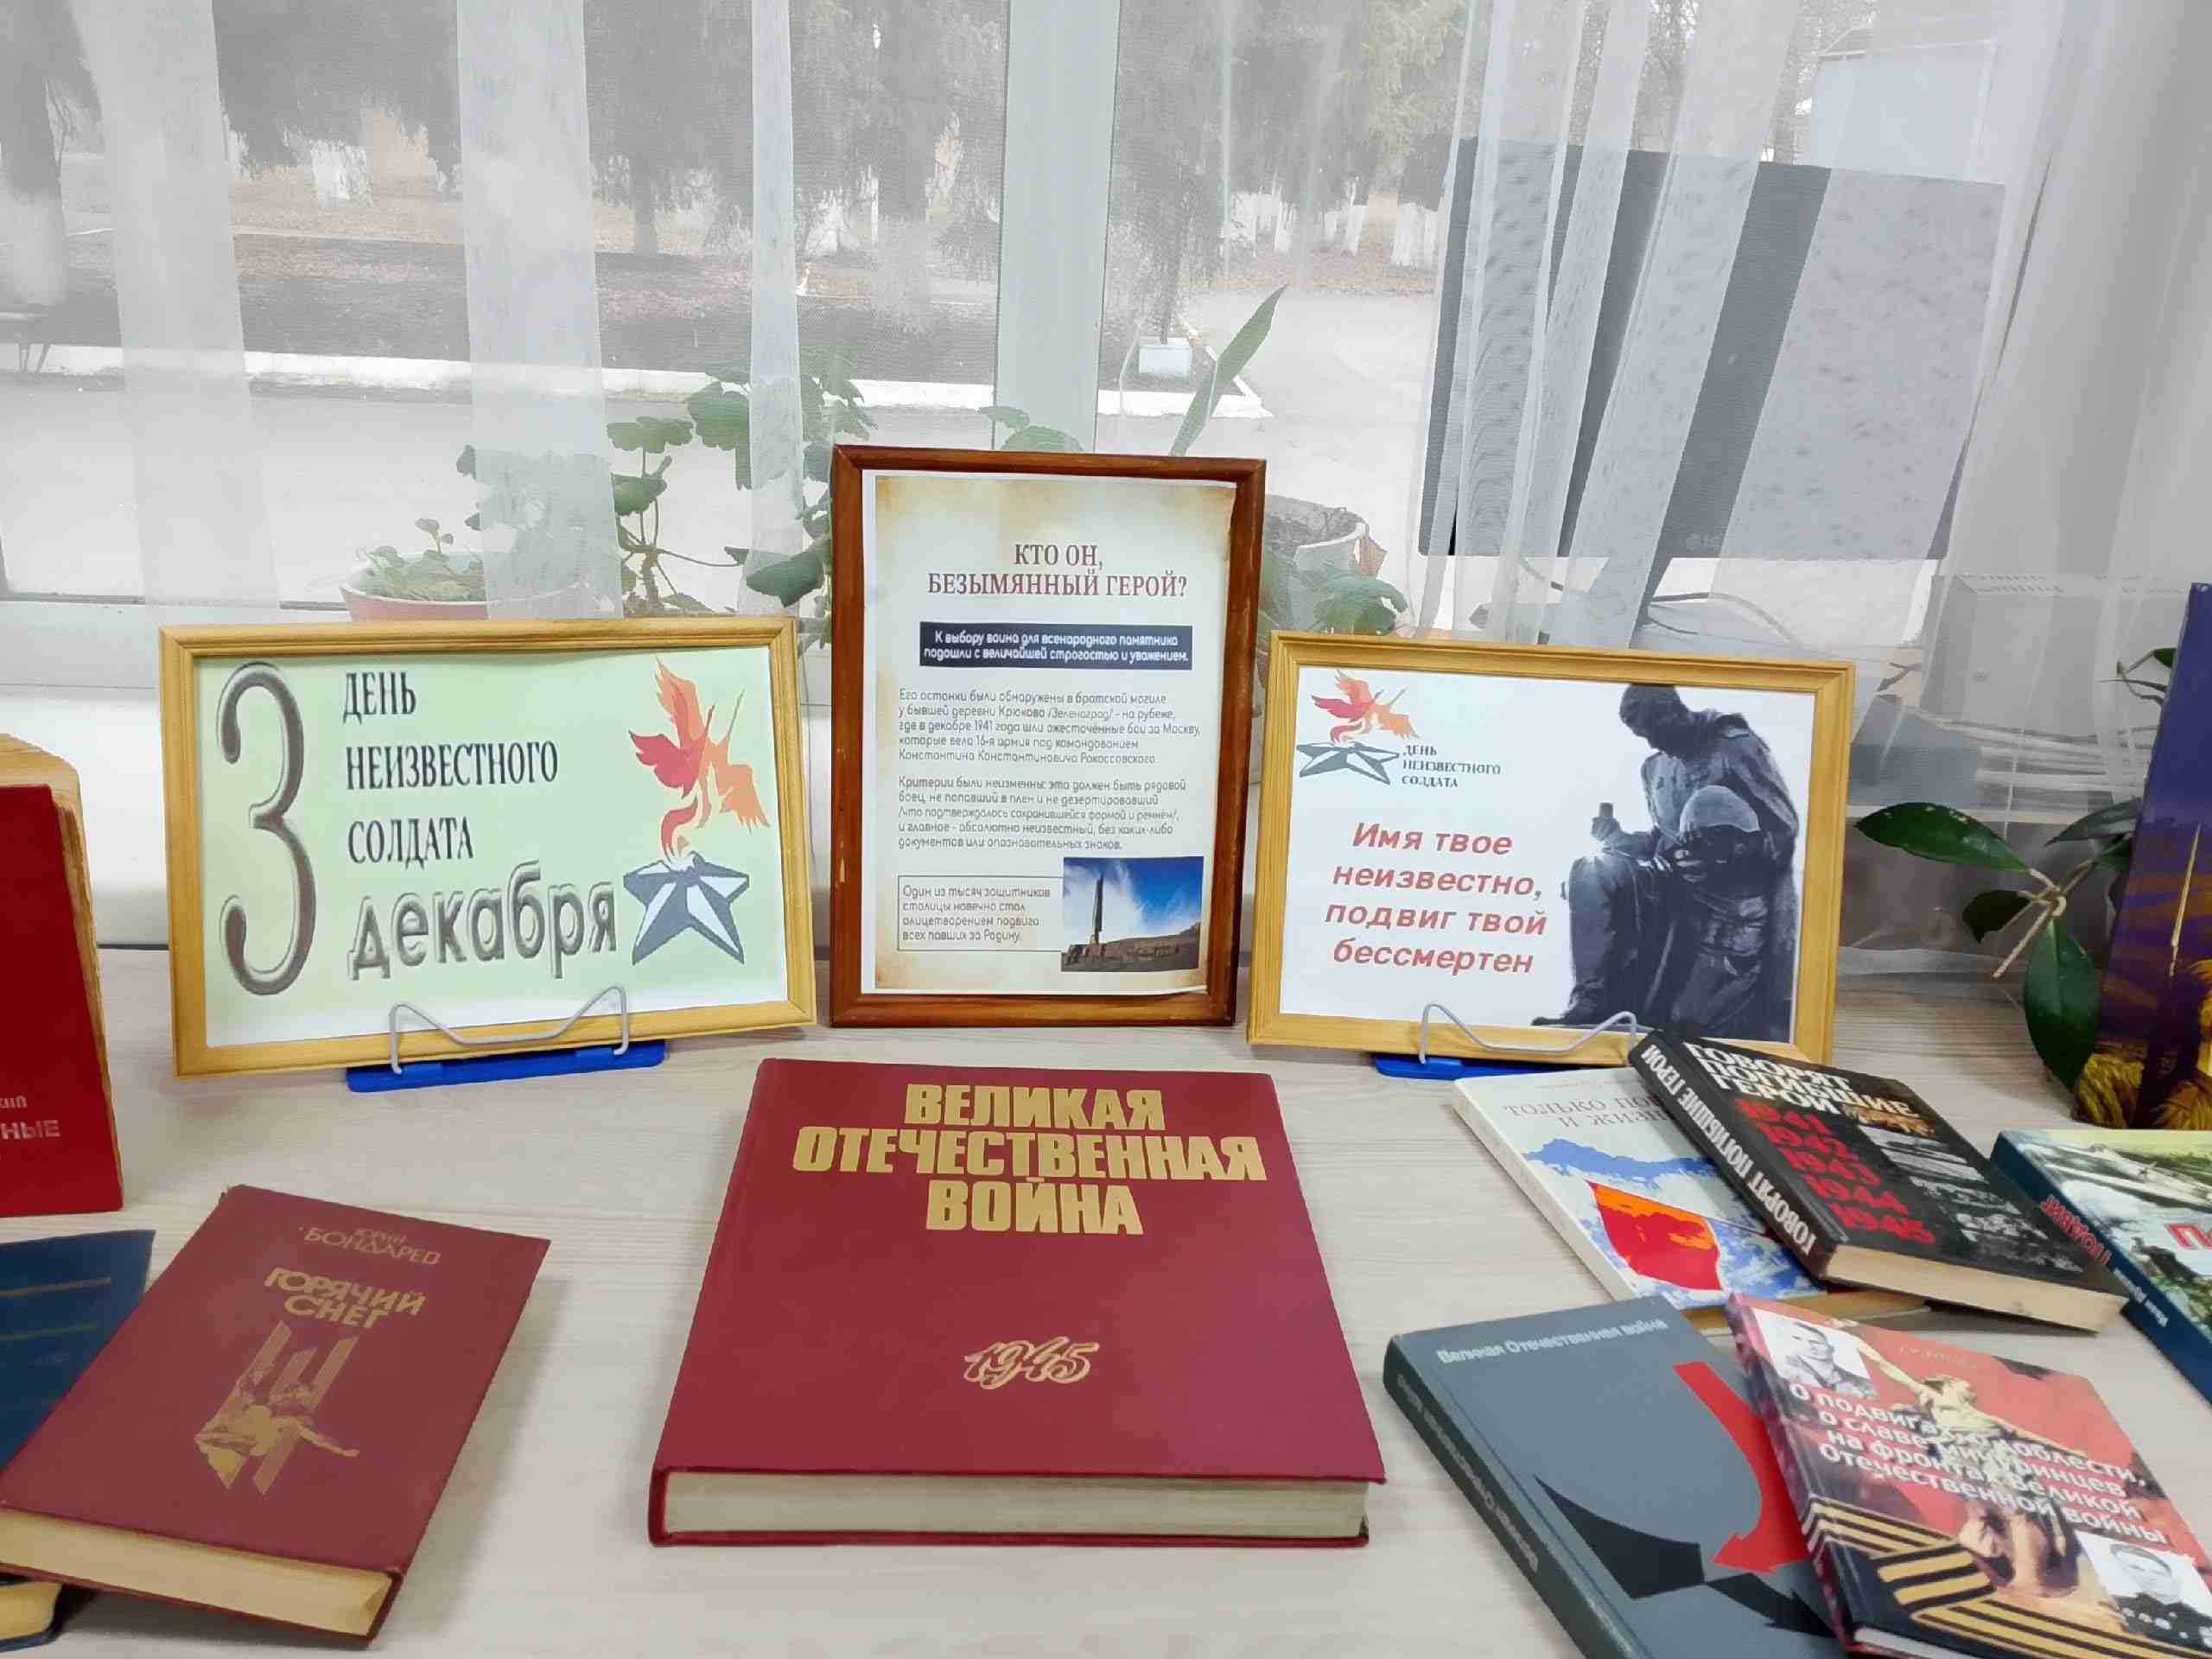 3
ДЕНЬ
НЕИЗВЕСТНОГО
СОЛДАТА
декабря
КТО ОН,
БЕЗЫМЯННЫЙ ГЕРОЙ?
К выбору воина для всенародного памятника
подошли с величайшей строгостью и уважением.
Его останки были обнаружены в братской могиле
у бывшей деревни Крюково /Зеленоград/ - на рубеже,
где в декабре 1941 года шли ожесточённые бои за Москву,
которые вела 16-я армия под командованием
Константина Константиновича Рокоссовского...
Критерии были неизменны: это должен быть рядовой
боец, не попавший в плен и не дезертировавший
/что подтверждалось сохранившейся формой и ремнём/,
и главное - абсолютно неизвестный, без каких-либо
документов или опознавательных знаков.
Один из тысяч защитников
столицы навечно стал
олицетворением подвига
всех павших за Родину.
ДЕНЬ
НЕИЗВЕСТНОГО
СОЛДАТА
Имя твое
неизвестно,
подвиг твой
бессмертен
НЫЕ
ЮРИЙ
БОНДАРЕВ
ГОРЯЧИЙ
СНЕГ
ВЕЛИКАЯ
ОТЕЧЕСТВЕННАЯ
ВОЙНА
1945
ТОЛЬКО
И
ГОВОРЯТ
ПОГИБШИЕ
ГЕРОИ
1941
1942
1943
1944
1945
ГОВОРЯТ ПОГИБШИЕ ГЕРОИ
ПОДВИГ
Великая Отечественная война
О подвигах, о доблести,
о славе
на фронтах Великой
Отечественной войны